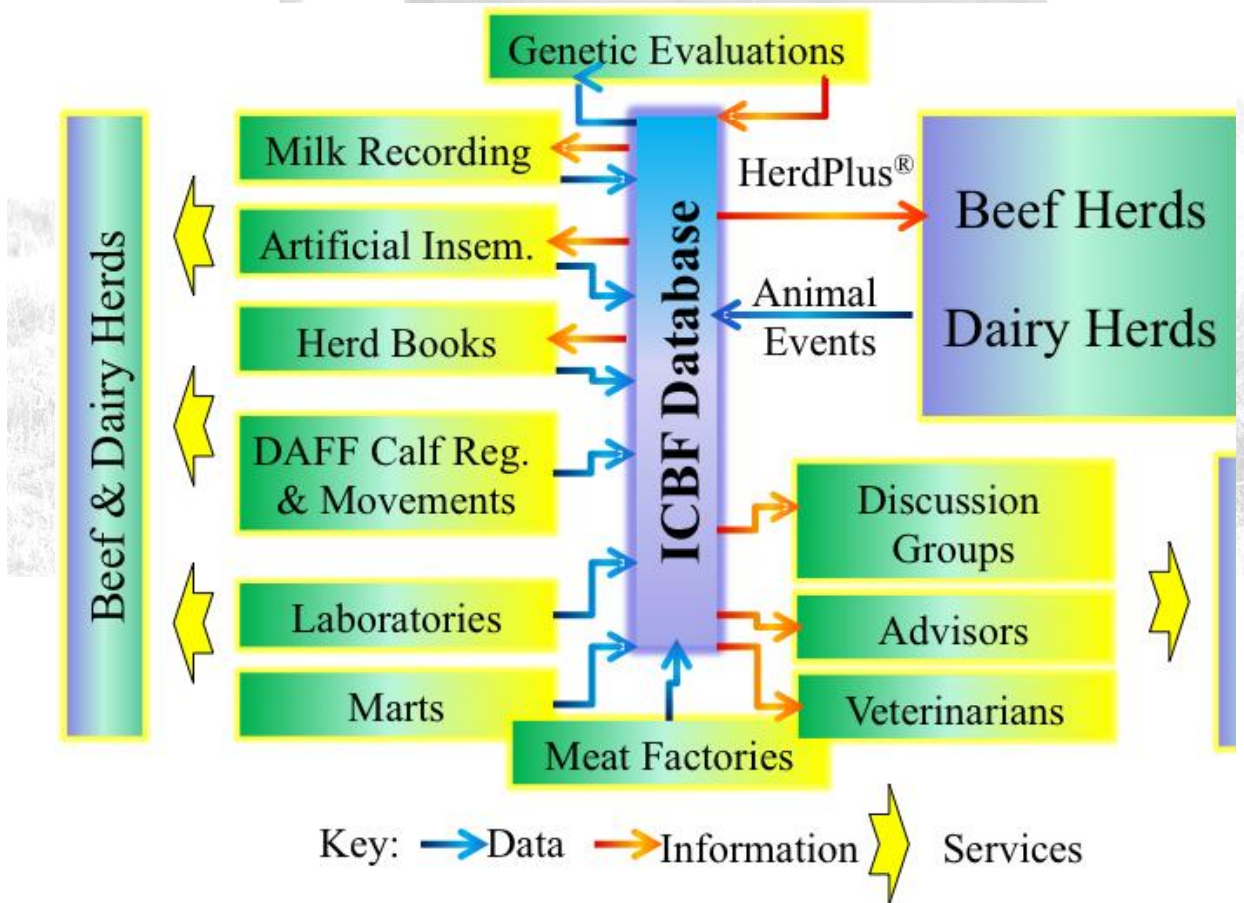 Genetic Evaluations
Beef & Dairy Herds
Milk Recording
Artificial Insem.
Herd Books
DAFF Calf Reg.
& Movements
Laboratories
Marts
Meat Factories
ICBF Database
HerdPlus®
Animal
Events
Beef Herds
Dairy Herds
Discussion
Groups
Advisors
Veterinarians
Key: Data Information Services